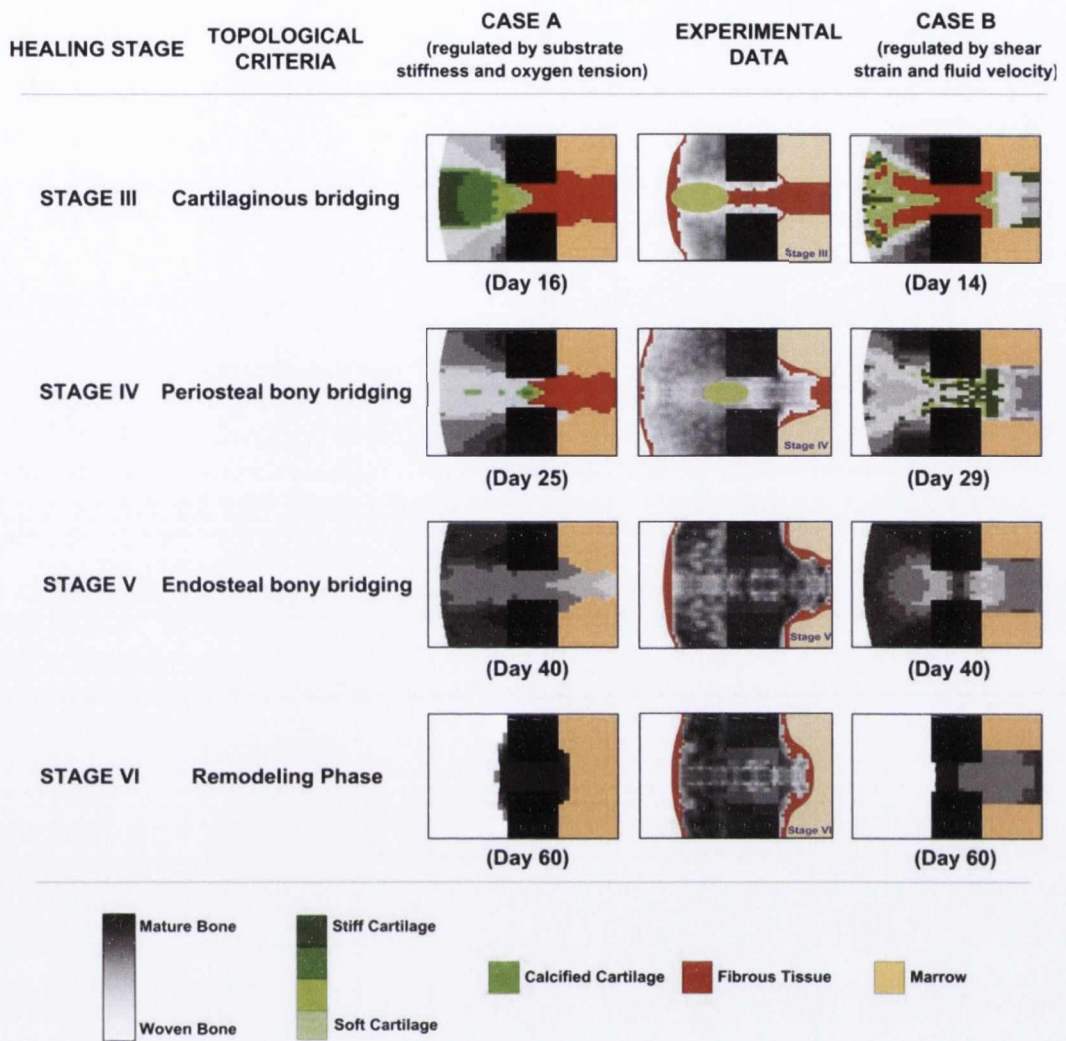 HEALING STAGE
TOPOLOGICAL
CRITERIA
CASE A
(regulated by substrate
stiffness and oxygen tension)
EXPERIMENTAL
DATA
CASE B
(regulated by shear
strain and fluid velocity)
STAGE III
Cartilaginous bridging
Stage III
(Day 16)
(Day 14)
STAGE IV
Periosteal bony bridging
Stage IV
(Day 25)
(Day 29)
STAGE V
Endosteal bony bridging
Stage V
(Day 40)
(Day 40)
STAGE VI
Remodeling Phase
Stage VI
(Day 60)
(Day 60)
Mature Bone
Woven Bone
Stiff Cartilage
Soft Cartilage
Calcified Cartilage
Fibrous Tissue
Marrow